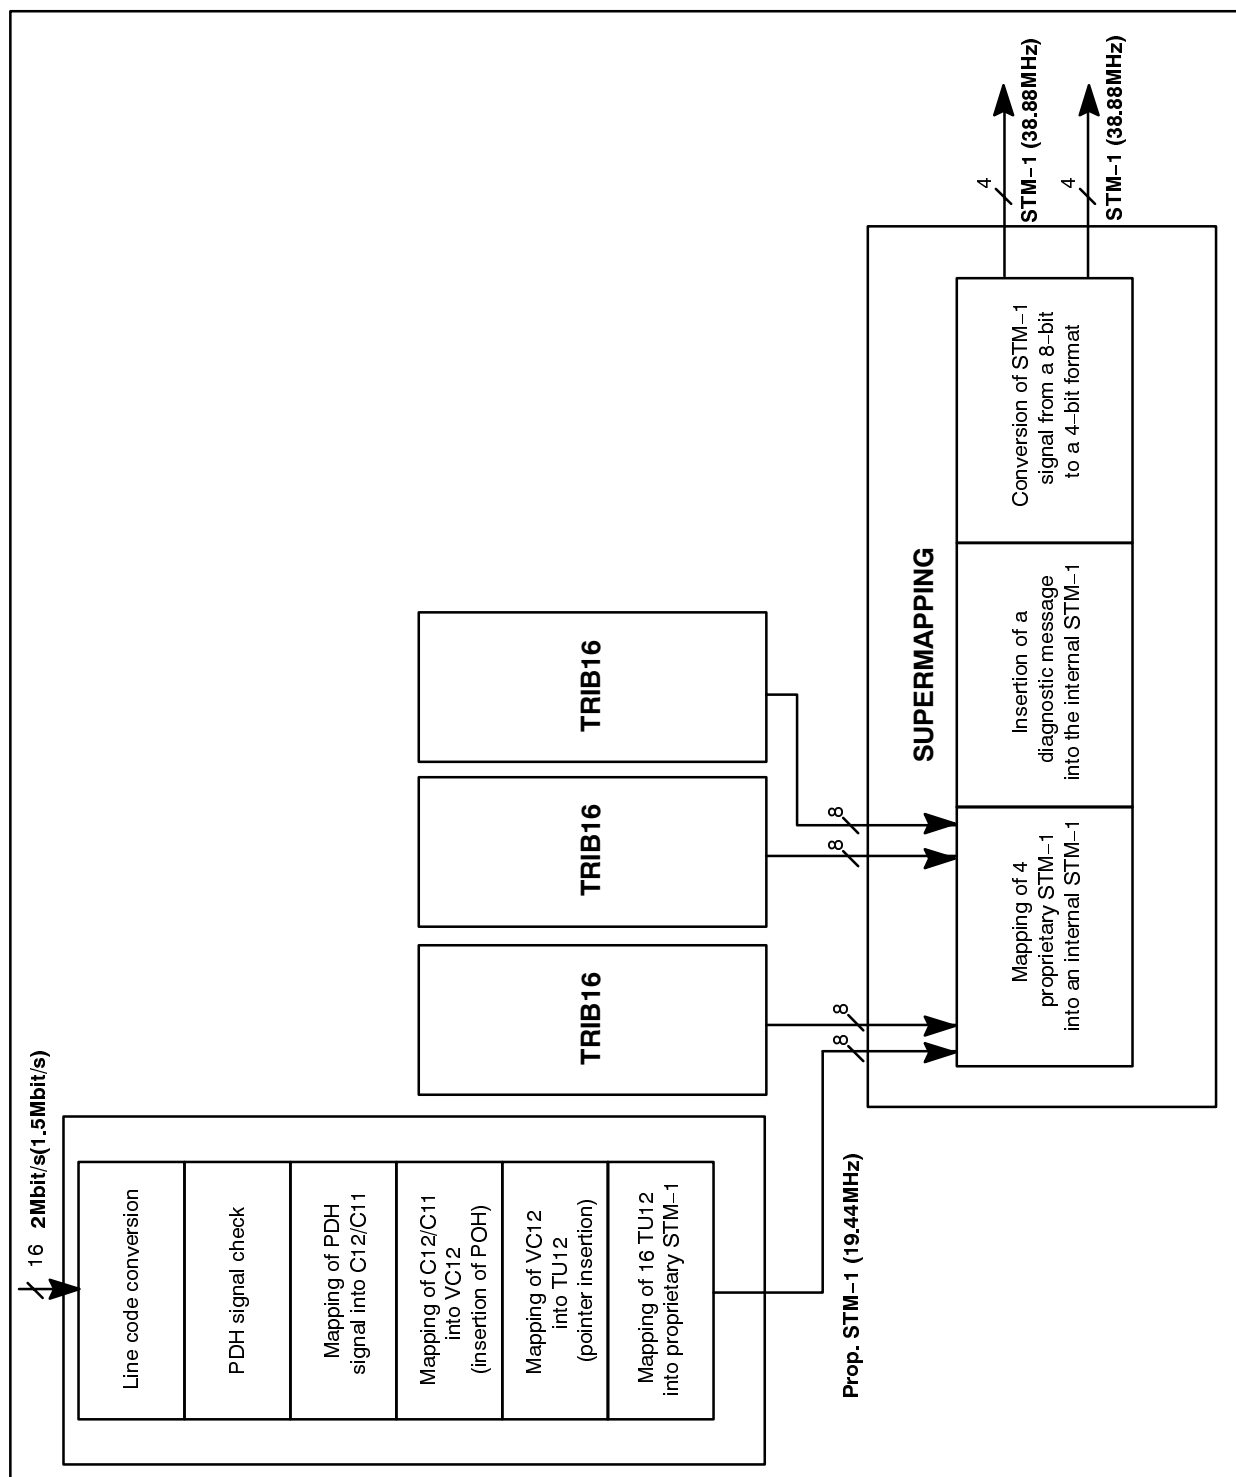 16
2Mbit/s(1.5Mbit/s)
Line code conversion
PDH signal check
Mapping of PDH
signal into C12/C11
Mapping of C12/C11
into VC12
(insertion of POH)
Mapping of VC12
into TU12
(pointer insertion)
Mapping of 16 TU12
into proprietary STM−1
Prop. STM−1 (19.44MHz)
TRIB16
TRIB16
TRIB16
8
8
8
8
SUPERMAPPING
Mapping of 4
proprietary STM−1
into an internal STM−1
Insertion of a
diagnostic message
into the internal STM−1
Conversion of STM−1
signal from a 8−bit
to a 4−bit format
4
STM−1 (38.88MHz)
4
STM−1 (38.88MHz)